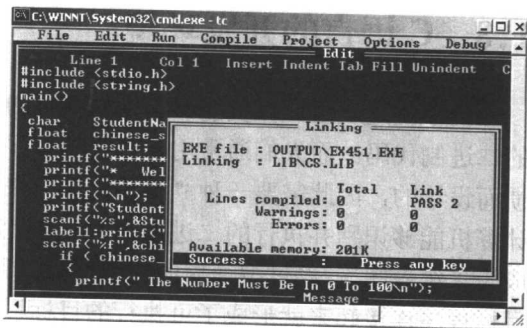 C:\WINNT\System32\cmd.exe - tc
File Edit Run Compile Project Options Debug
Edit
Line 1 Col 1 Insert Indent Tab Fill Unindent C
#include <stdio.h>
#include <string.h>
main()
{
char StudentNa
float chinese_s
float result;
printf("*******
printf("* Wel
printf("*******
printf("\n");
printf("Student
scanf("%s",&Stu
label1:printf("
scanf("%f",&chi
if ( chinese_
{
printf(" The Number Must Be In 0 To 100\n");
Message
Linking
EXE file : OUTPUT\EX451.EXE
Linking : LIB\CS.LIB
Total Link
Lines compiled: 0 PASS 2
Warnings: 0 0
Errors: 0 0
Available memory: 201K
Success : Press any key